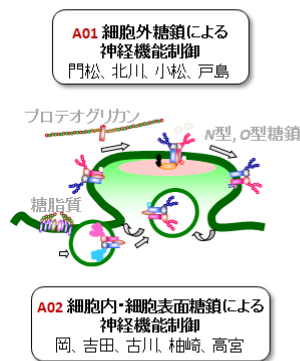 A01 細胞外糖鎖による
神経機能制御
門松、北川、小松、戸島
プロテオグリカン
N型, O型糖鎖
糖脂質
A02 細胞内・細胞表面糖鎖による
神経機能制御
岡、吉田、古川、柚崎、高宮